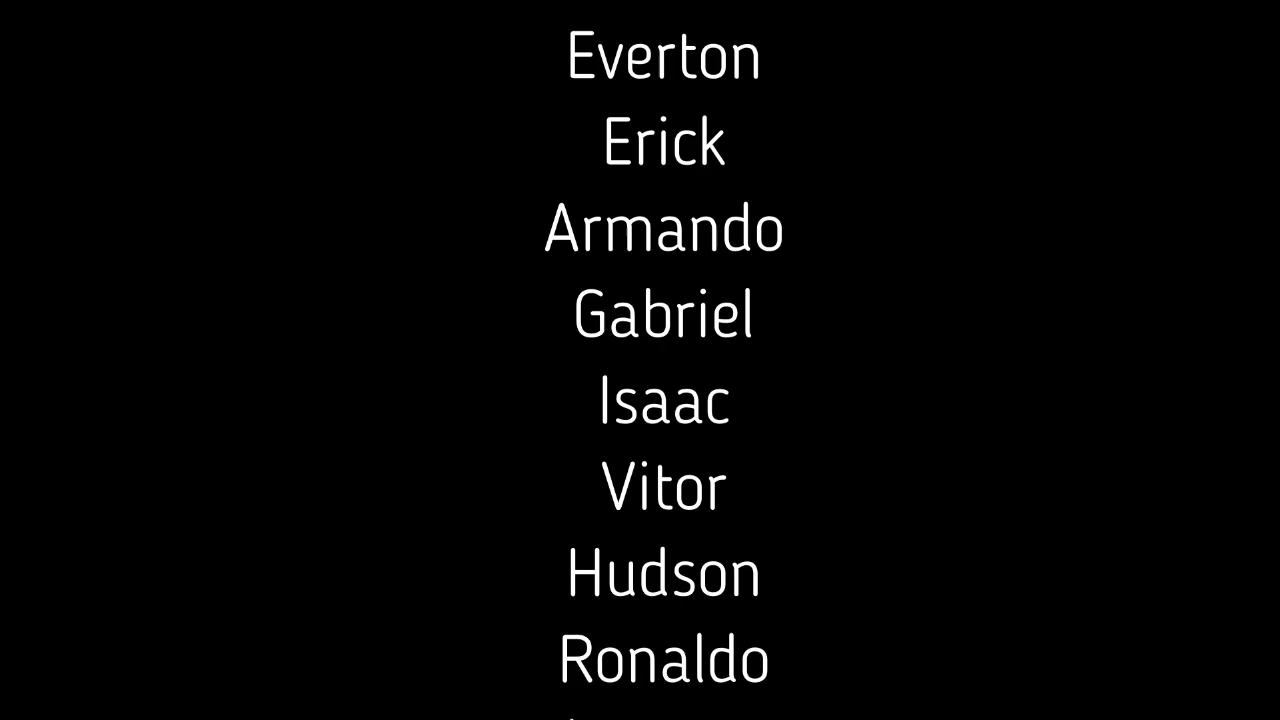 Everton
Erick
Armando
Gabriel
Isaac
Vitor
Hudson
Ronaldo